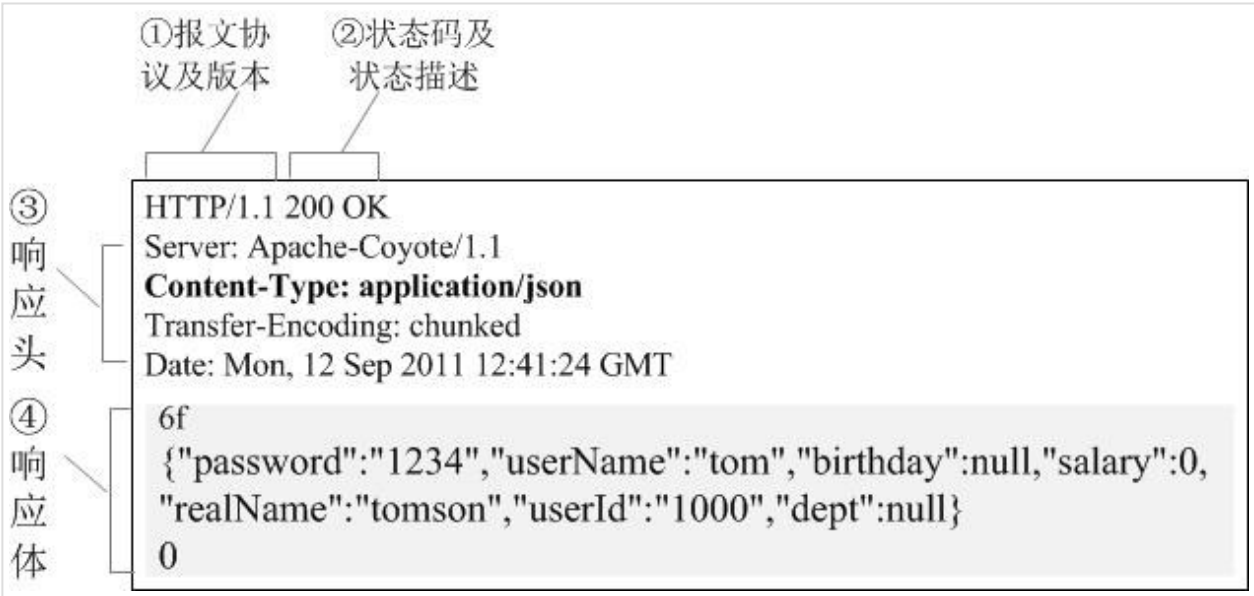 ①报文协
议及版本
②状态码及
状态描述
HTTP/1.1 200 OK
③
响
应
头
Server: Apache-Coyote/1.1
Content-Type: application/json
Transfer-Encoding: chunked
Date: Mon, 12 Sep 2011 12:41:24 GMT
④
响
应
体
6f
{"password":"1234","userName":"tom","birthday":null,"salary":0,
"realName":"tomson","userId":"1000","dept":null}
0